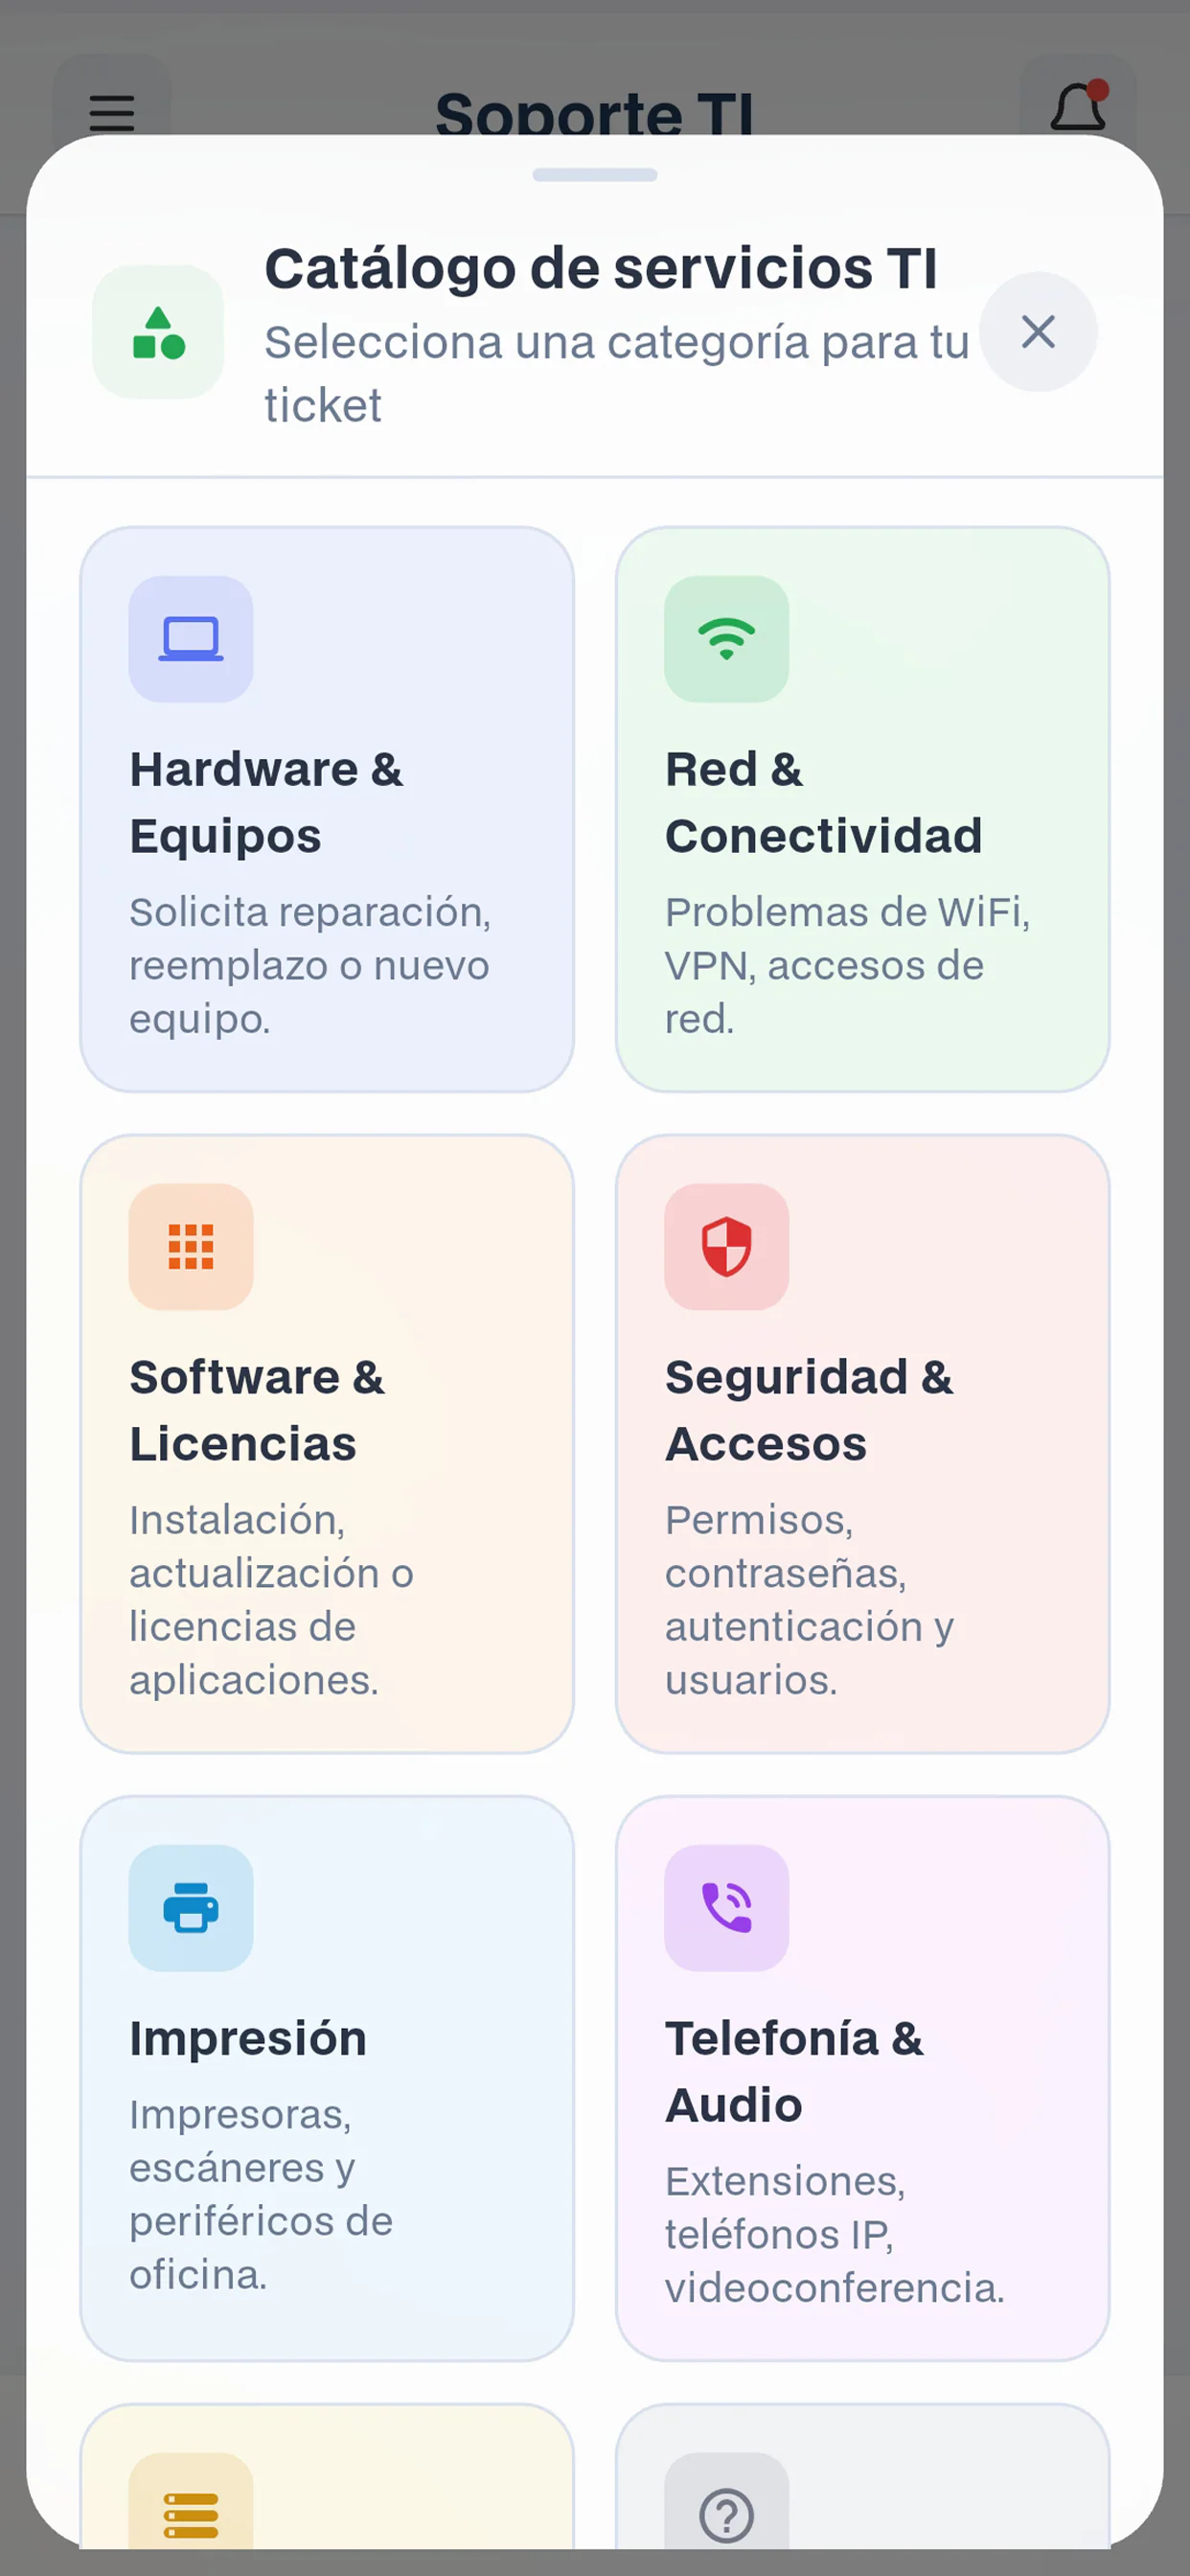 Soporte TI
Catálogo de servicios TI
Selecciona una categoría para tu
ticket
Hardware &
Equipos
Solicita reparación,
reemplazo o nuevo
equipo.
Red &
Conectividad
Problemas de WiFi,
VPN, accesos de
red.
Software &
Licencias
Instalación,
actualización o
licencias de
aplicaciones.
Seguridad &
Accesos
Permisos,
contraseñas,
autenticación y
usuarios.
Impresión
Impresoras,
escáneres y
periféricos de
oficina.
Telefonía &
Audio
Extensiones,
teléfonos IP,
videoconferencia.